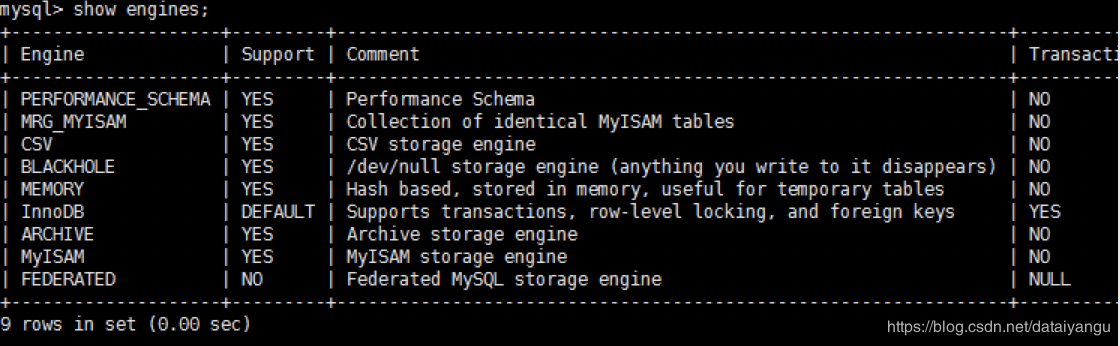 mysql> show engines;
+--------------------+---------+----------------------------------------------------------------+----------
| Engine | Support | Comment | Transacti
+--------------------+---------+----------------------------------------------------------------+----------
| PERFORMANCE_SCHEMA | YES | Performance Schema | NO
| MRG_MYISAM | YES | Collection of identical MyISAM tables | NO
| CSV | YES | CSV storage engine | NO
| BLACKHOLE | YES | /dev/null storage engine (anything you write to it disappears) | NO
| MEMORY | YES | Hash based, stored in memory, useful for temporary tables | NO
| InnoDB | DEFAULT | Supports transactions, row-level locking, and foreign keys | YES
| ARCHIVE | YES | Archive storage engine | NO
| MyISAM | YES | MyISAM storage engine | NO
| FEDERATED | NO | Federated MySQL storage engine | NULL
+--------------------+---------+----------------------------------------------------------------+----------
9 rows in set (0.00 sec)
https://blog.csdn.net/dataiyangu